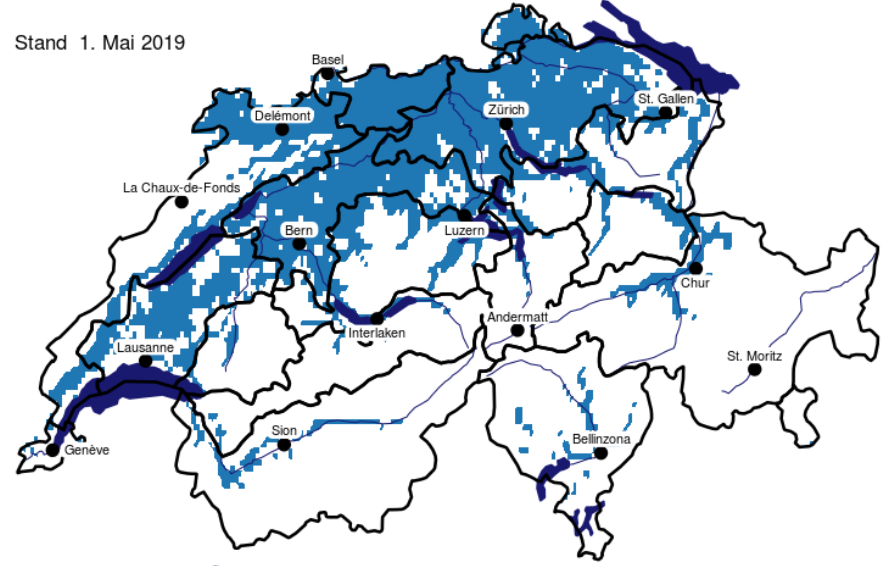 Stand  1. Mai 2019
Basel
St. Gallen
Zürich
Delémont
La Chaux-de-Fonds
Bern
Luzern
Chur
Andermatt
Interlaken
Lausanne
St. Moritz
Sion
Bellinzona
Genève